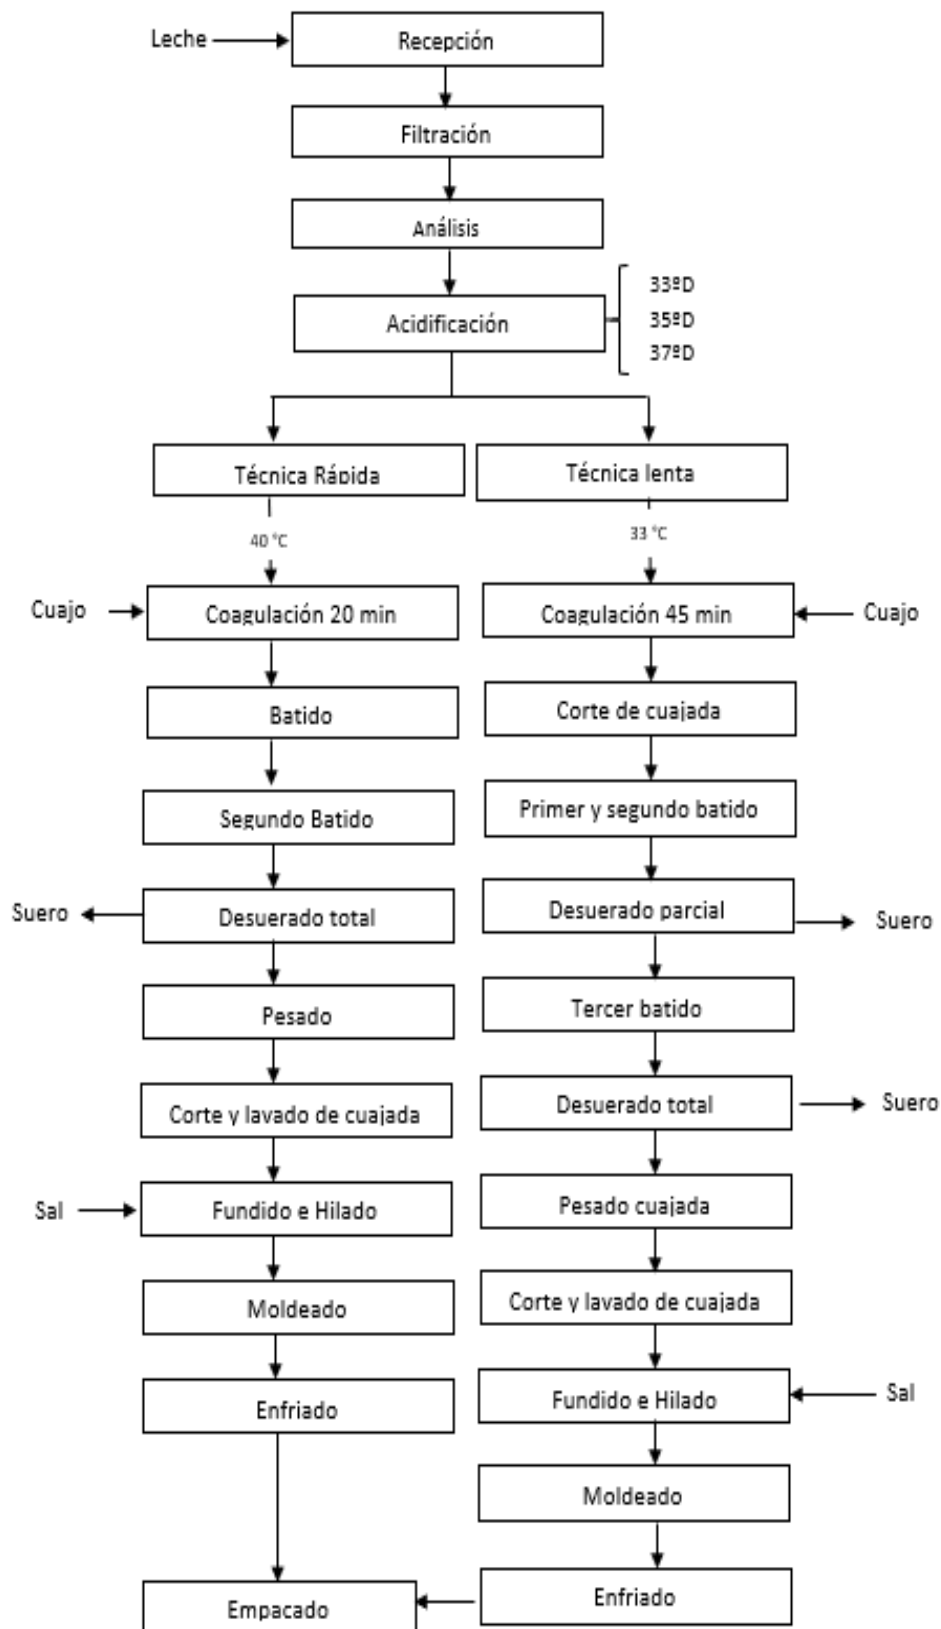 Leche
Recepción
Filtración
Análisis
Acidificación
33ºD
35ºD
37ºD
Técnica Rápida
Técnica lenta
40 °C
33 °C
Cuajo
Coagulación 20 min
Coagulación 45 min
Cuajo
Batido
Corte de cuajada
Segundo Batido
Primer y segundo batido
Suero
Desuerado total
Desuerado parcial
Suero
Pesado
Tercer batido
Corte y lavado de cuajada
Desuerado total
Suero
Sal
Fundido e Hilado
Pesado cuajada
Moldeado
Corte y lavado de cuajada
Enfriado
Fundido e Hilado
Sal
Moldeado
Empacado
Enfriado